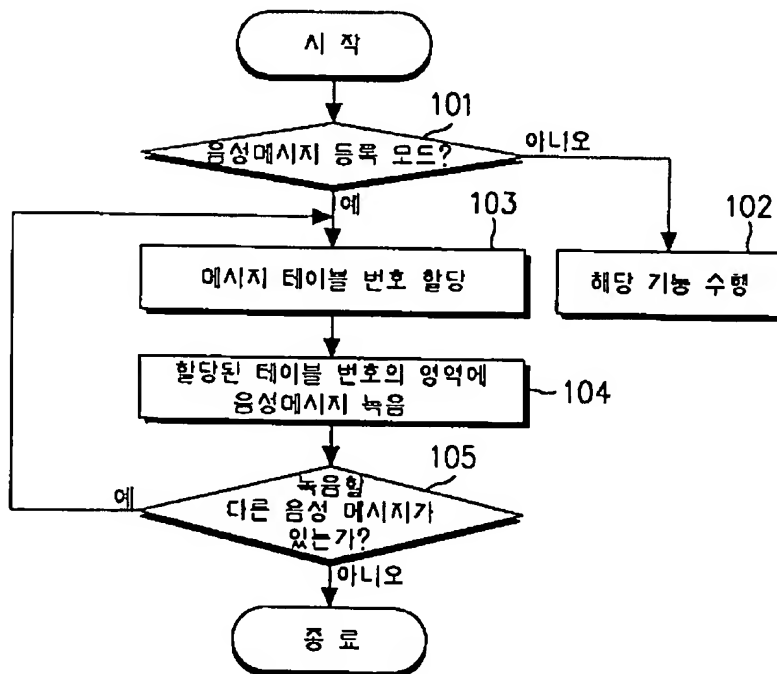 시 작
101
음성메시지 등록 모드?
아니오
예
103
메시지 테이블 번호 할당
102
해당 기능 수행
할당된 테이블 번호의 영역에
음성메시지 녹음
104
105
녹음할
다른 음성 메시지가
있는가?
예
아니오
종 료